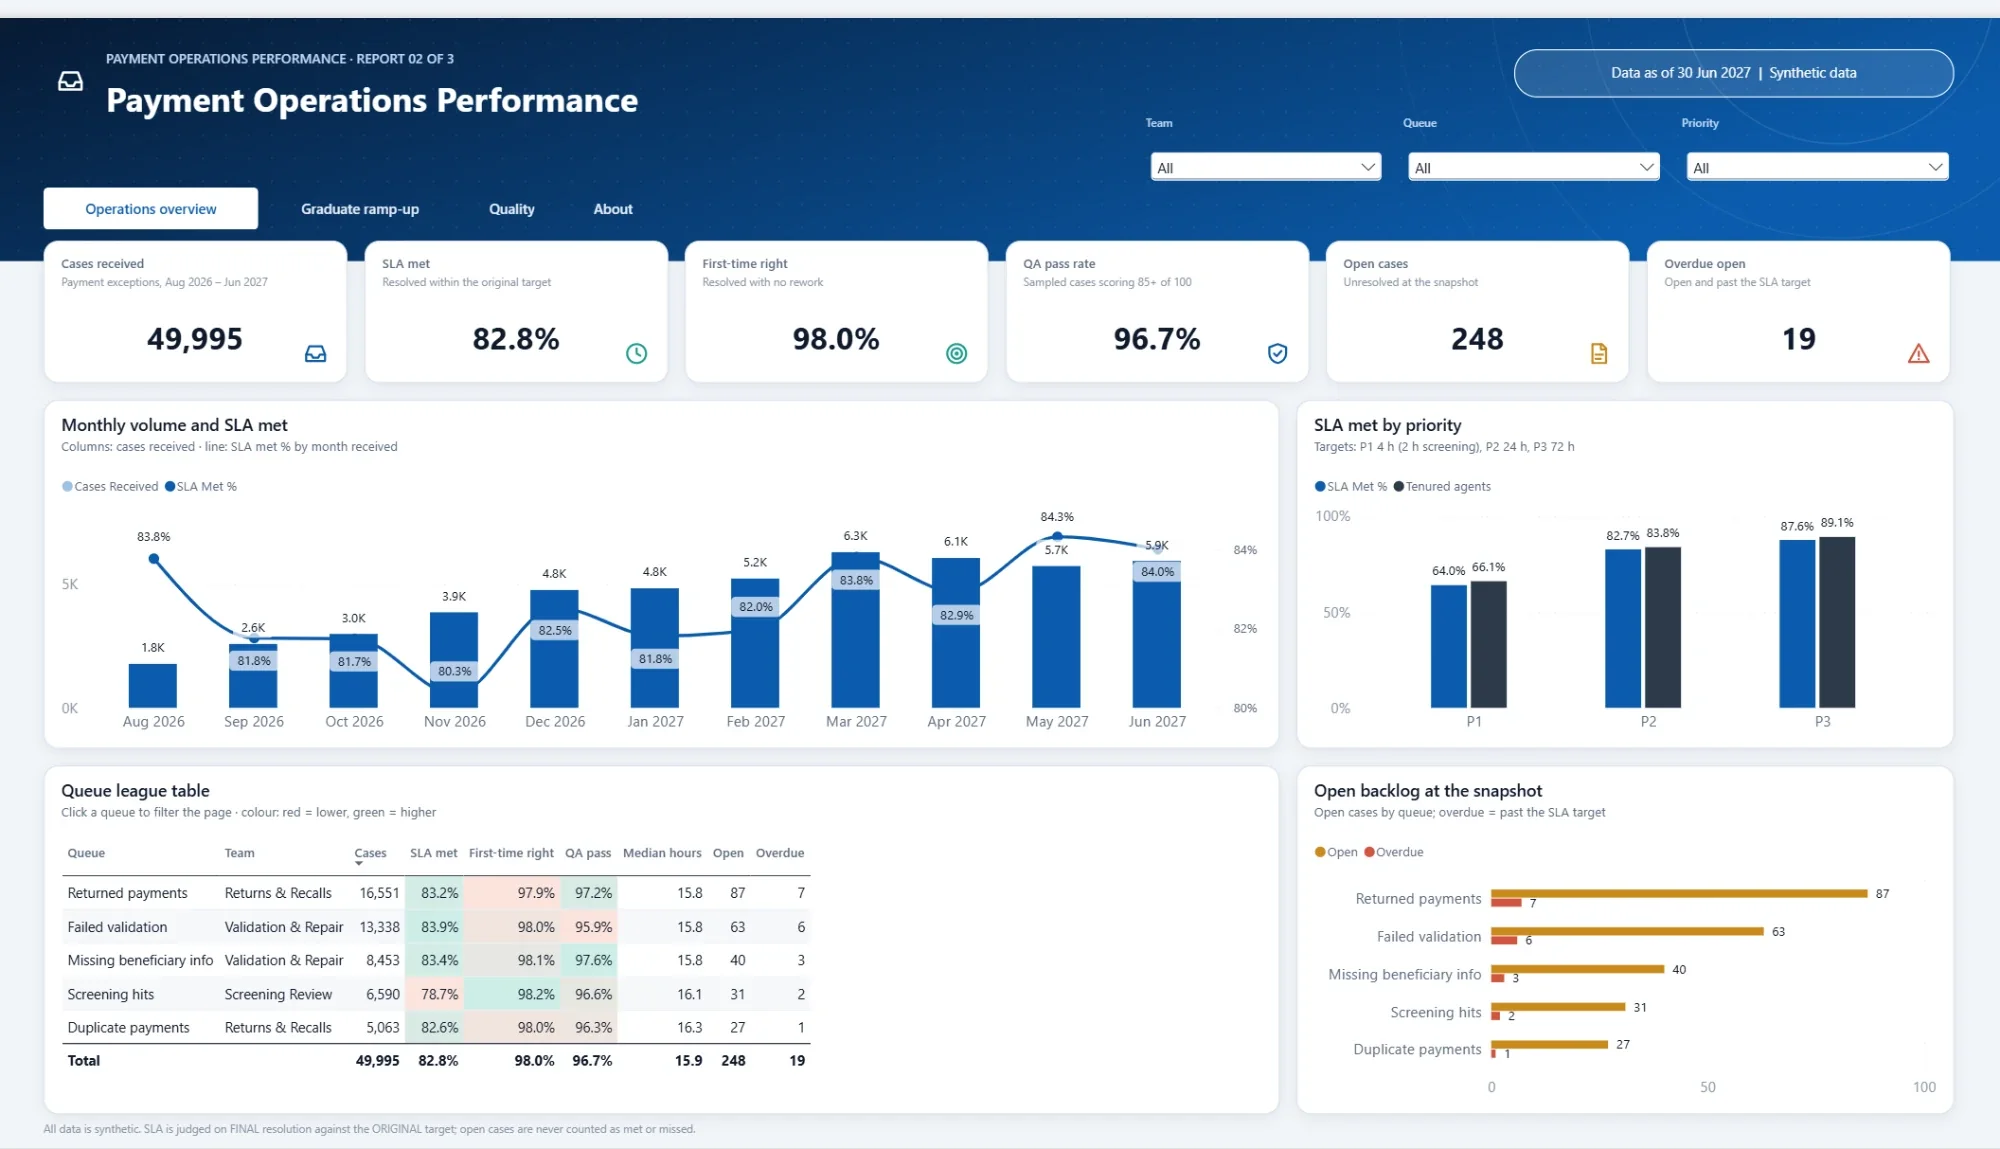 PAYMENT OPERATIONS PERFORMANCE · REPORT 02 OF 3
Payment Operations Performance
Data as of 30 Jun 2027 | Synthetic data
Team Queue Priority
All All All
Operations overview Graduate ramp-up Quality About
Cases received
Payment exceptions, Aug 2026 – Jun 2027
49,995
SLA met
Resolved within the original target
82.8%
First-time right
Resolved with no rework
98.0%
QA pass rate
Sampled cases scoring 85+ of 100
96.7%
Open cases
Unresolved at the snapshot
248
Overdue open
Open and past the SLA target
19
Monthly volume and SLA met
Columns: cases received · line: SLA met % by month received
Cases Received SLA Met %
83.8% 81.8% 81.7% 80.3% 82.5% 81.8% 82.0% 83.8% 82.9% 84.3% 84.0%
1.8K 2.6K 3.0K 3.9K 4.8K 4.8K 5.2K 6.3K 6.1K 5.7K 5.9K
5K
0K
84%
82%
80%
Aug 2026 Sep 2026 Oct 2026 Nov 2026 Dec 2026 Jan 2027 Feb 2027 Mar 2027 Apr 2027 May 2027 Jun 2027
SLA met by priority
Targets: P1 4 h (2 h screening), P2 24 h, P3 72 h
SLA Met % Tenured agents
100%
50%
0%
64.0% 66.1% 82.7% 83.8% 87.6% 89.1%
P1 P2 P3
Queue league table
Click a queue to filter the page · colour: red = lower, green = higher
Queue Team Cases SLA met First-time right QA pass Median hours Open Overdue
Returned payments Returns & Recalls 16,551 83.2% 97.9% 97.2% 15.8 87 7
Failed validation Validation & Repair 13,338 83.9% 98.0% 95.9% 15.8 63 6
Missing beneficiary info Validation & Repair 8,453 83.4% 98.1% 97.6% 15.8 40 3
Screening hits Screening Review 6,590 78.7% 98.2% 96.6% 16.1 31 2
Duplicate payments Returns & Recalls 5,063 82.6% 98.0% 96.3% 16.3 27 1
Total 49,995 82.8% 98.0% 96.7% 15.9 248 19
Open backlog at the snapshot
Open cases by queue; overdue = past the SLA target
Open Overdue
Returned payments 87 7
Failed validation 63 6
Missing beneficiary info 40 3
Screening hits 31 2
Duplicate payments 27 1
0 50 100
All data is synthetic. SLA is judged on FINAL resolution against the ORIGINAL target; open cases are never counted as met or missed.